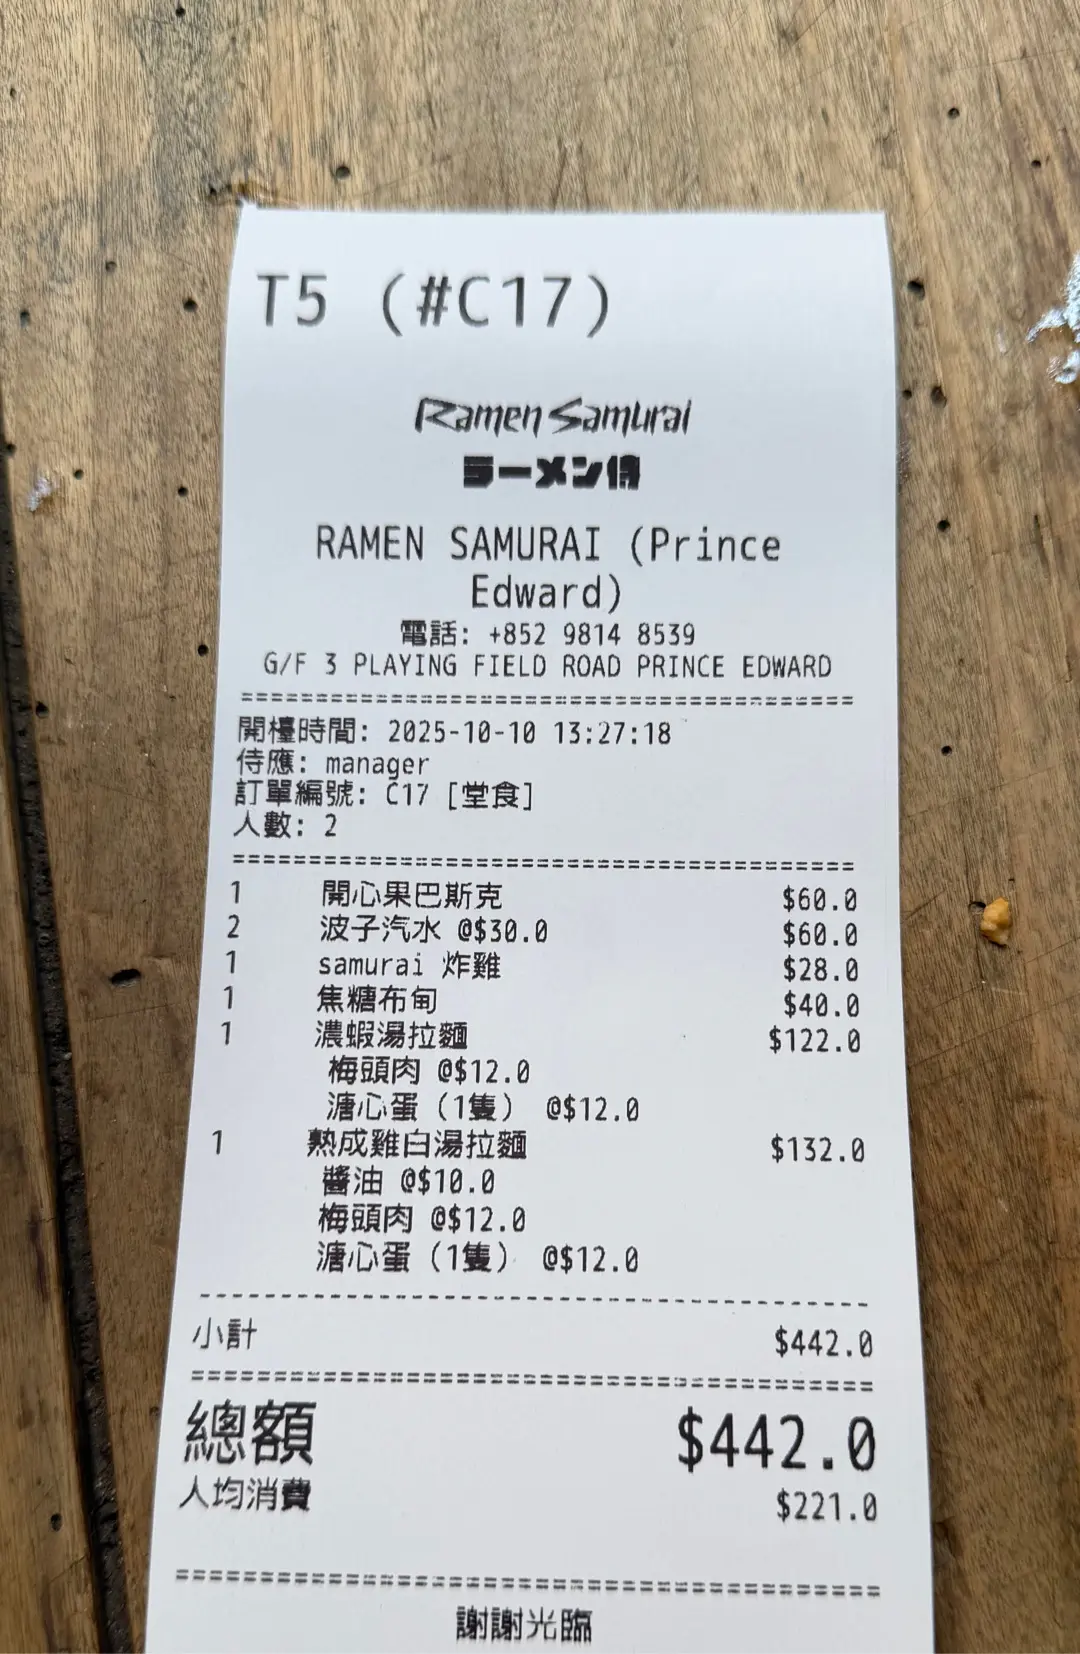 T5 (#C17)
Ramen Samurai
ラーメン侍
RAMEN SAMURAI (Prince
Edward)
電話: +852 9814 8539
G/F 3 PLAYING FIELD ROAD PRINCE EDWARD
========================================
開檯時間: 2025-10-10 13:27:18
侍應: manager
訂單編號: C17 [堂食]
人數: 2
========================================
1 開心果巴斯克 $60.0
2 波子汽水 @$30.0 $60.0
1 samurai 炸雞 $28.0
1 焦糖布甸 $40.0
1 濃蝦湯拉麵 $122.0
梅頭肉 @$12.0
溏心蛋 (1隻) @$12.0
1 熟成雞白湯拉麵 $132.0
醬油 @$10.0
梅頭肉 @$12.0
溏心蛋 (1隻) @$12.0
----------------------------------------
小計 $442.0
========================================
總額 $442.0
人均消費 $221.0
========================================
謝謝光臨